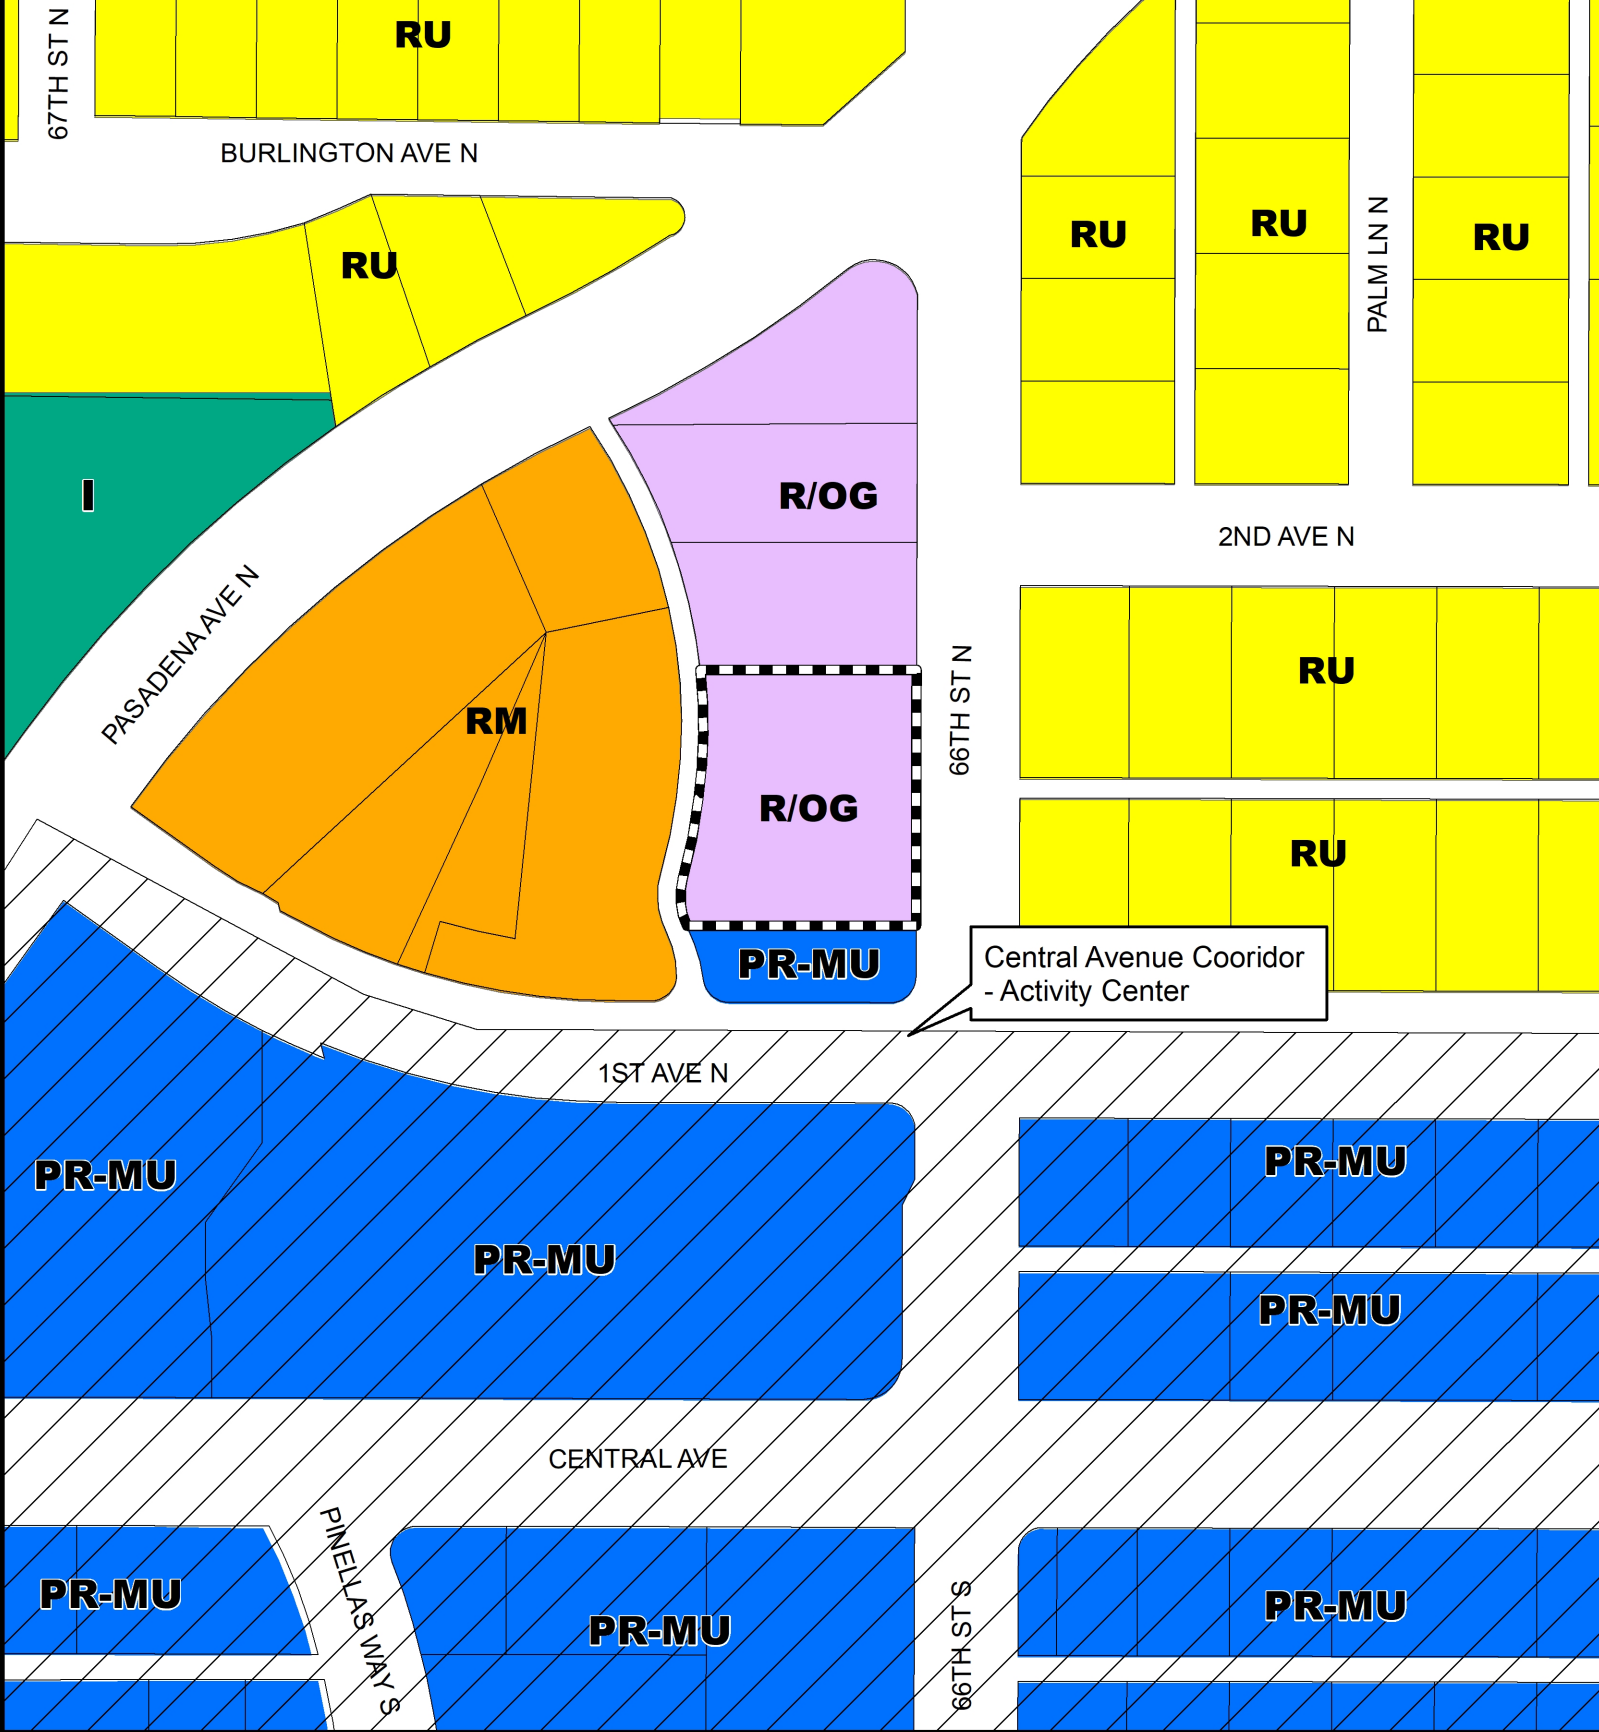 67TH ST N
RU
BURLINGTON AVE N
RU
RU
RU
PALM LN N
RU
I
R/OG
2ND AVE N
PASADENA AVE N
RM
66TH ST N
RU
R/OG
RU
PR-MU
Central Avenue Cooridor
- Activity Center
1ST AVE N
PR-MU
PR-MU
PR-MU
PR-MU
CENTRAL AVE
PR-MU
PINELLAS WAY S
PR-MU
66TH ST S
PR-MU